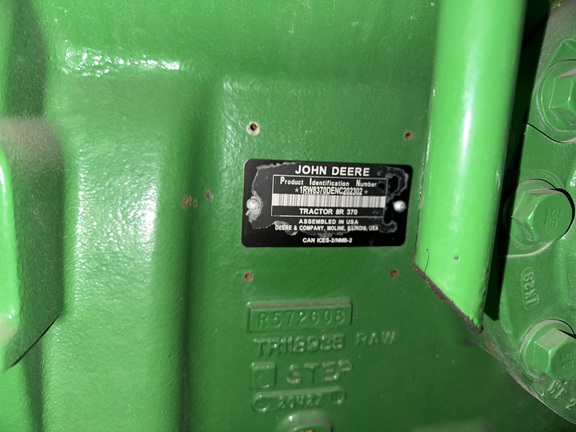 JOHN DEERE
Product Identification Number
*1RW8370DENC202302*
TRACTOR 8R 370
ASSEMBLED IN USA
DEERE & COMPANY, MOLINE, ILLINOIS, USA
CAN ICES-2/NMB-2
R572608
RAW
STEP